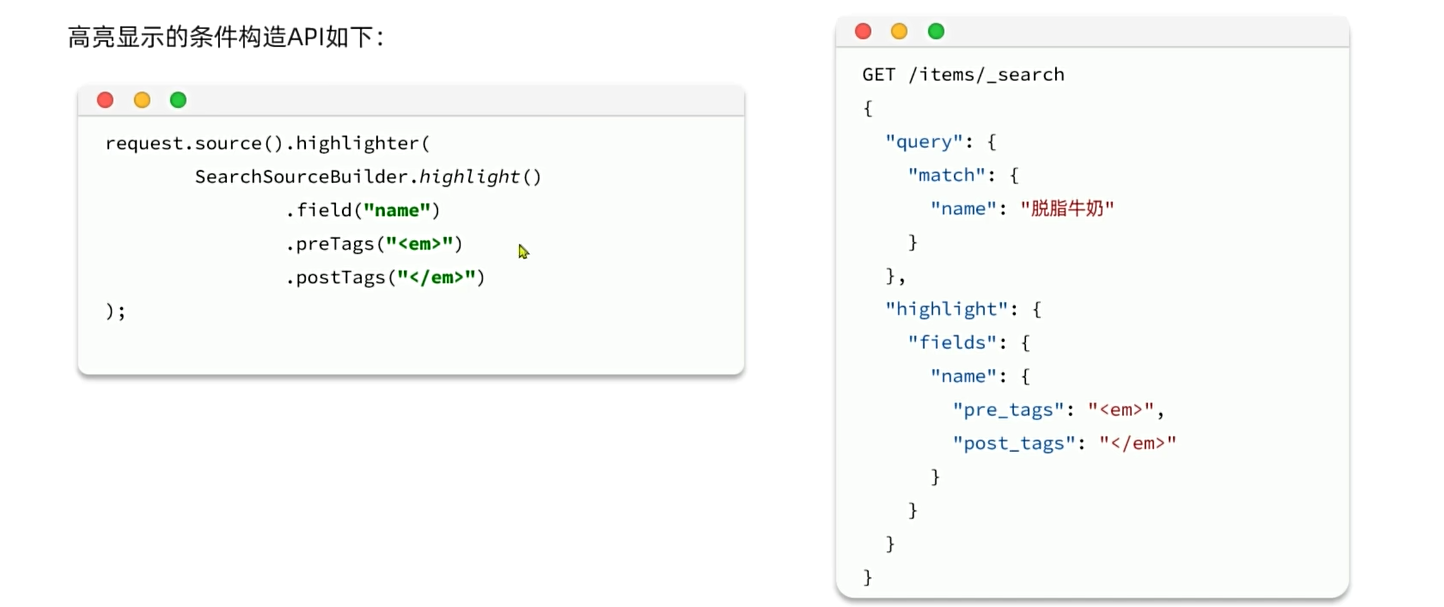 高亮显示的条件构造API如下：
request.source().highlighter(
        SearchSourceBuilder.highlight()
                .field("name")
                .preTags("<em>")
                .postTags("</em>")
);
GET /items/_search
{
  "query": {
    "match": {
      "name": "脱脂牛奶"
    }
  },
  "highlight": {
    "fields": {
      "name": {
        "pre_tags": "<em>",
        "post_tags": "</em>"
      }
    }
  }
}